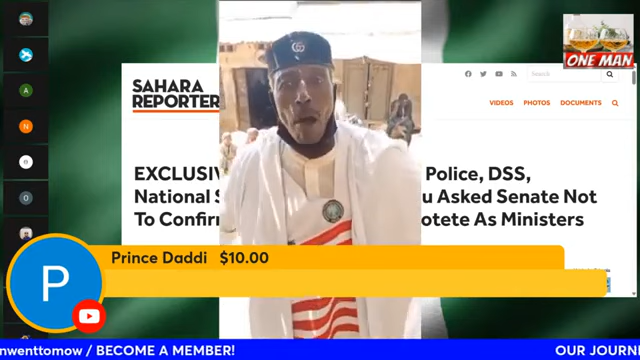 ONE MAN
SAHARA
REPORTER
Search
VIDEOS PHOTOS DOCUMENTS
EXCLUSIV Police, DSS,
National S u Asked Senate Not
To Confir otete As Ministers
Prince Daddi $10.00
P
A
N
O
nwenttomow / BECOME A MEMBER! OUR JOURNE